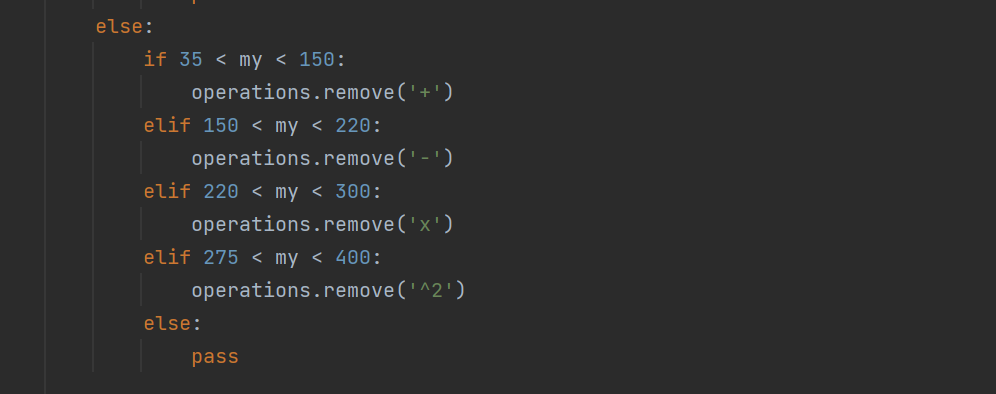 else:
if 35 < my < 150:
operations.remove('+')
elif 150 < my < 220:
operations.remove('-')
elif 220 < my < 300:
operations.remove('x')
elif 275 < my < 400:
operations.remove('^2')
else:
pass